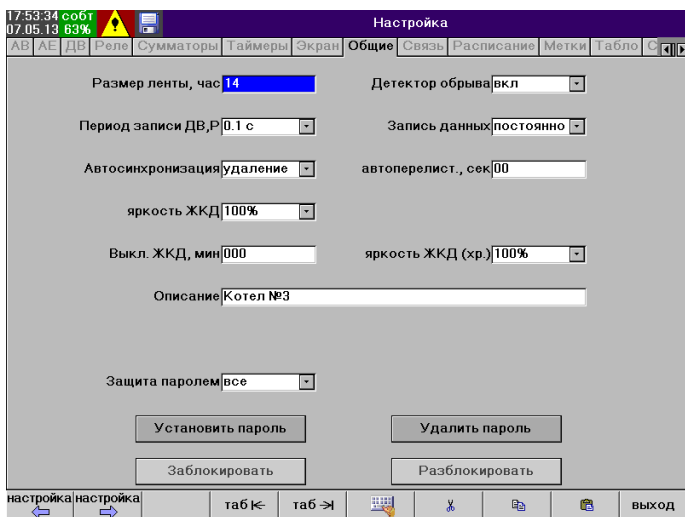 17:53:34 собт
Настройка
07.05.13 63%
АВ АЕ ДВ Реле Сумматоры Таймеры Экран Общие Связь Расписание Метки Табло С
Размер ленты, час 14 Детектор обрыва вкл
Период записи ДВ,Р 0.1 с Запись данных постоянно
Автосинхронизация удаление автоперелист., сек 00
яркость ЖКД 100%
Выкл. ЖКД, мин 000 яркость ЖКД (хр.) 100%
Описание Котел №3
Защита паролем все
Установить пароль Удалить пароль
Заблокировать Разблокировать
настройка настройка таб таб выход